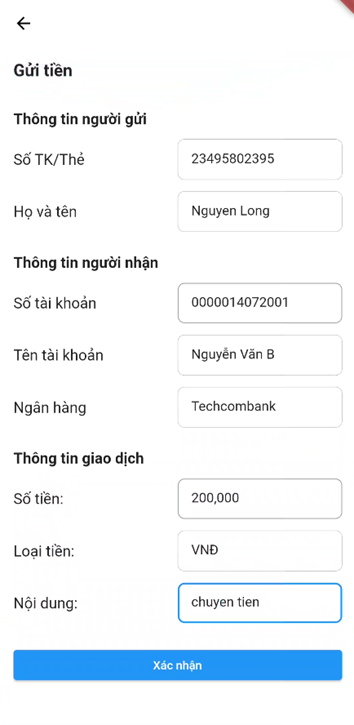 Gửi tiền
Thông tin người gửi
Số TK/Thẻ 23495802395
Họ và tên Nguyen Long
Thông tin người nhận
Số tài khoản 0000014072001
Tên tài khoản Nguyễn Văn B
Ngân hàng Techcombank
Thông tin giao dịch
Số tiền: 200,000
Loại tiền: VNĐ
Nội dung: chuyen tien
Xác nhận